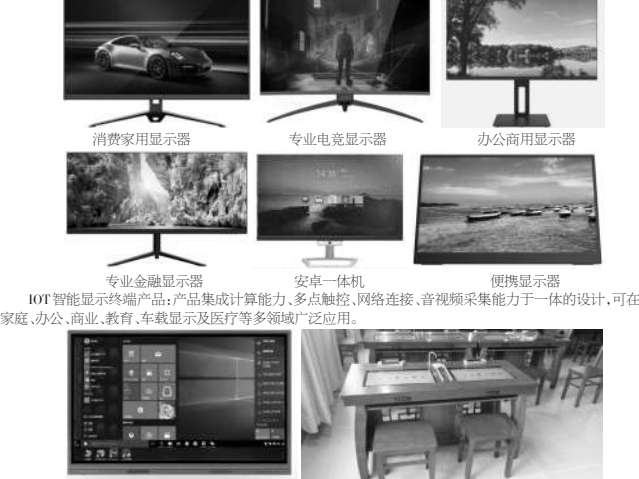 消费家用显示器
专业电竞显示器
办公商用显示器
专业金融显示器
安卓一体机
便携显示器
IOT智能显示终端产品：产品集成计算能力、多点触控、网络连接、音视频采集能力于一体的设计，可在
家庭、办公、商业、教育、车载显示及医疗等多领域广泛应用。